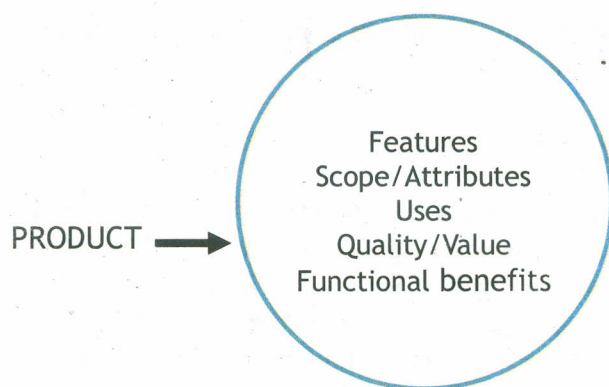 Features
Scope/Attributes
Uses
PRODUCT
Quality/Value
Functional benefits